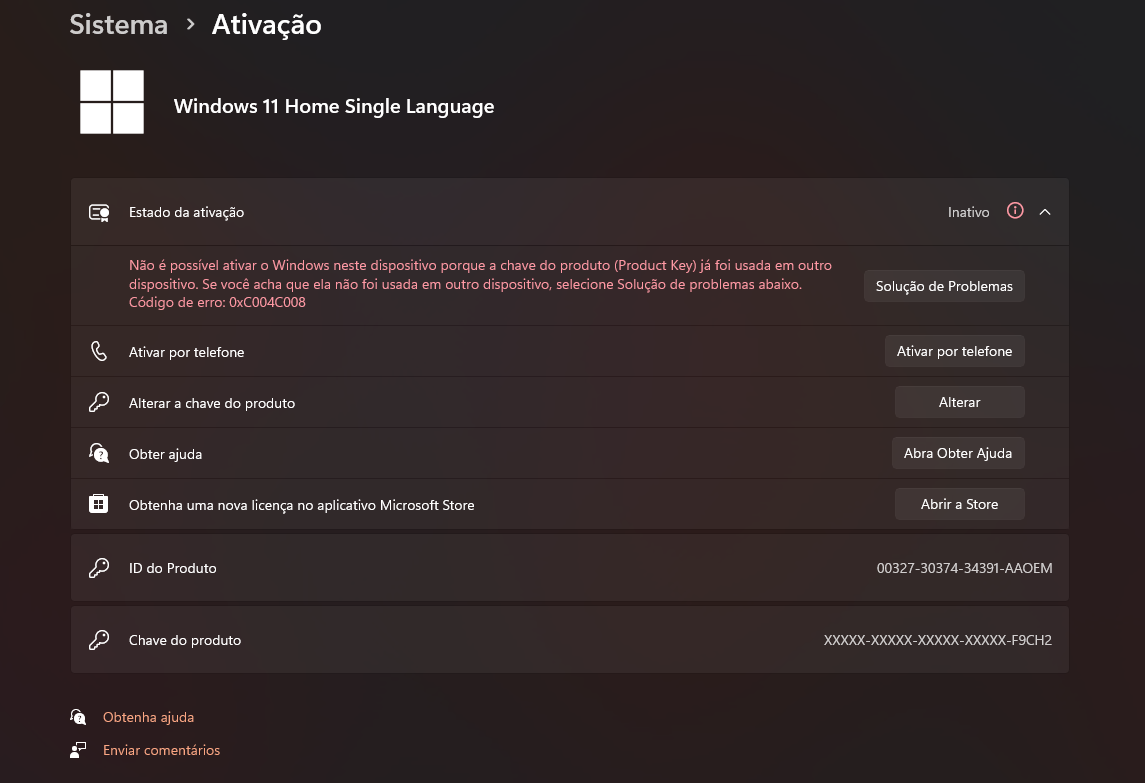 Sistema > Ativação
Windows 11 Home Single Language
Estado da ativação
Inativo
Não é possível ativar o Windows neste dispositivo porque a chave do produto (Product Key) já foi usada em outro
dispositivo. Se você acha que ela não foi usada em outro dispositivo, selecione Solução de problemas abaixo.
Código de erro: 0xC004C008
Solução de Problemas
Ativar por telefone
Ativar por telefone
Alterar a chave do produto
Alterar
Obter ajuda
Abra Obter Ajuda
Obtenha uma nova licença no aplicativo Microsoft Store
Abrir a Store
ID do Produto
00327-30374-34391-AAOEM
Chave do produto
XXXXX-XXXXX-XXXXX-XXXXX-F9CH2
Obtenha ajuda
Enviar comentários